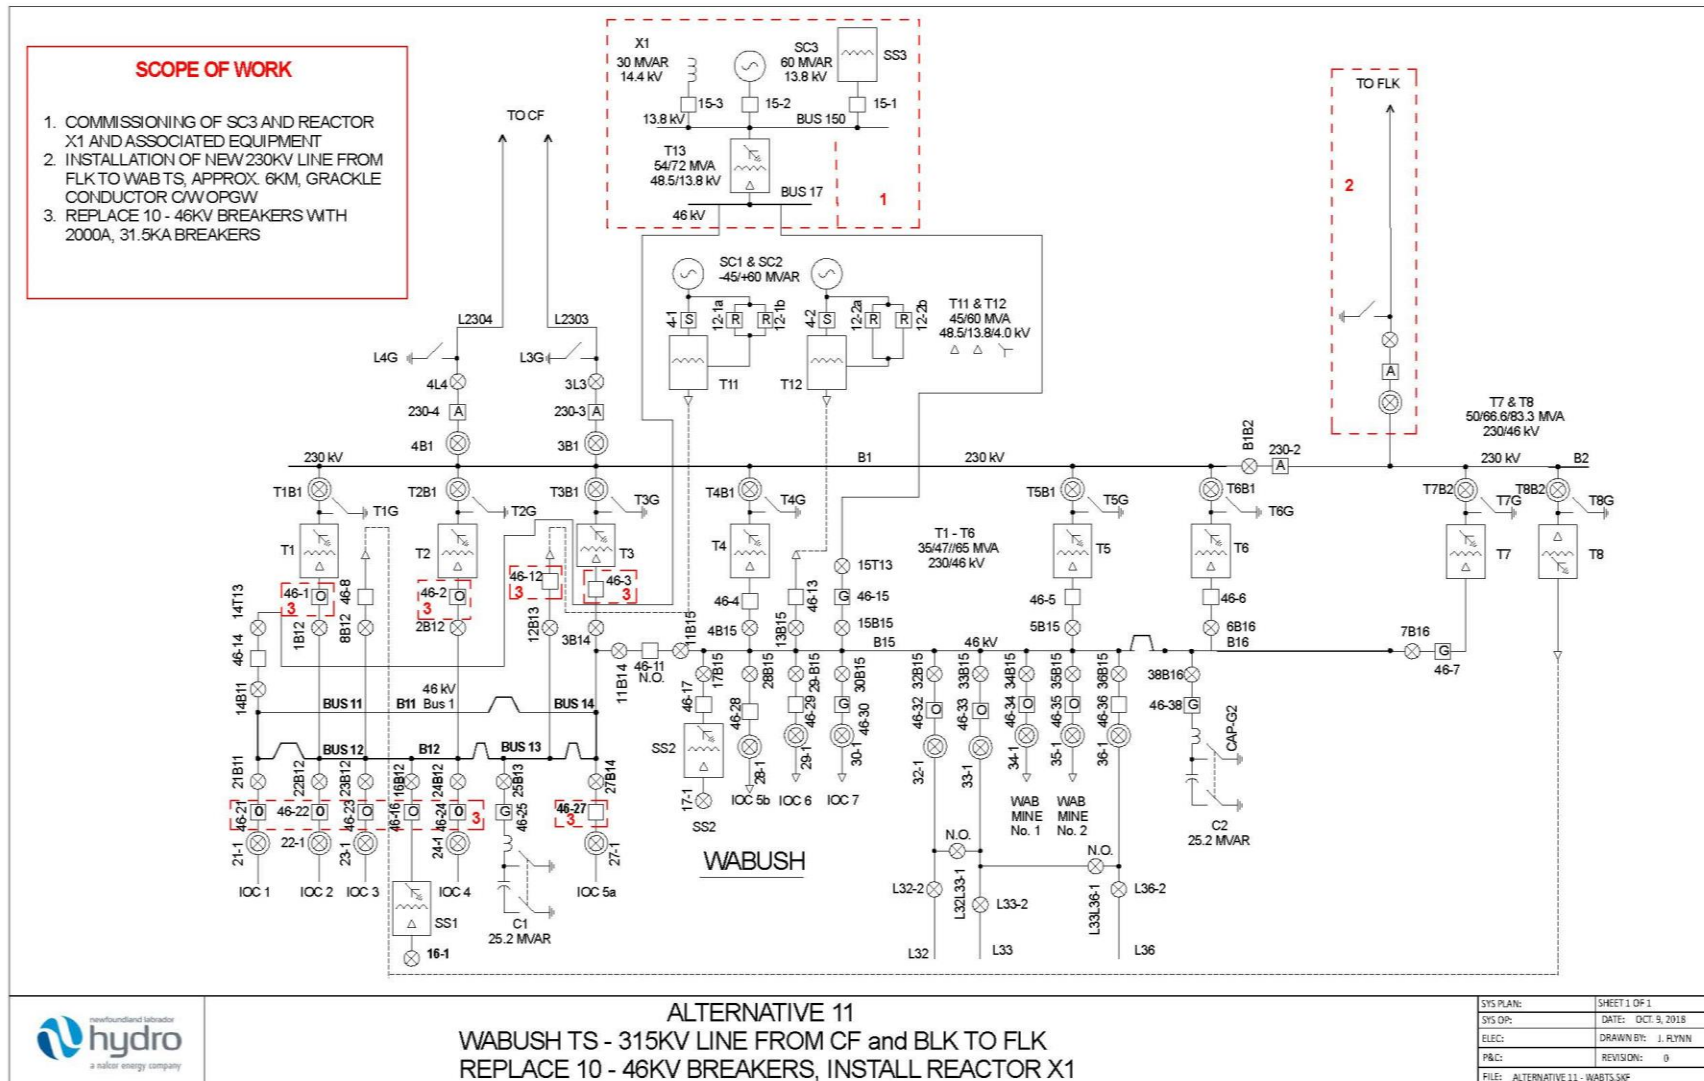 SCOPE OF WORK
1. COMMISSIONING OF SC3 AND REACTOR
X1 AND ASSOCIATED EQUIPMENT
2. INSTALLATION OF NEW 230KV LINE FROM
FLK TO WAB TS, APPROX. 6KM, GRACKLE
CONDUCTOR C/W OPGW
3. REPLACE 10 - 46KV BREAKERS WITH
2000A, 31.5KA BREAKERS
X1
30 MVAR
14.4 kV
SC3
60 MVAR
13.8 kV
SS3
15-3
15-2
15-1
13.8 kV
BUS 150
T13
54/72 MVA
48.5/13.8 kV
BUS 17
46 kV
1
TO CF
TO FLK
2
SC1 & SC2
-45/+60 MVAR
4-1
S
12-1a
R
R
12-1b
4-2
S
12-2a
R
R
12-2b
T11 & T12
45/60 MVA
48.5/13.8/4.0 kV
T11
T12
L2304
L2303
L4G
L3G
4L4
3L3
230-4
A
230-3
A
A
4B1
3B1
T7 & T8
50/66.6/83.3 MVA
230/46 kV
230 kV
B1
230 kV
B1B2
230-2
A
230 kV
B2
T1B1
T1G
T2B1
T2G
T3B1
T3G
T4B1
T4G
T5B1
T5G
T6B1
T6G
T7B2
T7G
T8B2
T8G
T1
T2
T3
T4
T1 - T6
35/47//65 MVA
230/46 kV
T5
T6
T7
T8
14T13
46-1
O
3
46-8
46-2
O
3
46-12
3
46-3
3
46-4
46-13
15T13
46-15
G
46-5
46-6
46-14
1B12
8B12
2B12
12B13
3B14
4B15
13B15
15B15
5B15
6B16
14B11
11B14
46-11
N.O.
11B15
B15
46 kV
B16
7B16
G
46-7
BUS 11
B11
46 kV
Bus 1
BUS 14
BUS 12
B12
BUS 13
17B15
28B15
29-B15
30B15
32B15
33B15
34B15
35B15
36B15
38B16
46-17
46-28
46-29
46-30
G
46-32
O
46-33
O
46-34
O
46-35
O
46-36
46-38
G
CAP-G2
SS2
28-1
29-1
30-1
32-1
33-1
34-1
35-1
36-1
21B11
22B12
23B12
16B12
24B12
25B13
27B14
46-21
O
46-22
O
46-23
O
46-16
O
46-24
O
3
G
46-25
46-27
3
21-1
22-1
23-1
24-1
27-1
17-1
SS2
IOC 5b
IOC 6
IOC 7
WAB
MINE
No. 1
WAB
MINE
No. 2
C2
25.2 MVAR
IOC 1
IOC 2
IOC 3
IOC 4
IOC 5a
SS1
16-1
C1
25.2 MVAR
WABUSH
N.O.
N.O.
L32-2
L32L33-1
L33-2
L33L36-1
L36-2
L32
L33
L36
newfoundland labrador
hydro
a nalcor energy company
ALTERNATIVE 11
WABUSH TS - 315KV LINE FROM CF and BLK TO FLK
REPLACE 10 - 46KV BREAKERS, INSTALL REACTOR X1
SYS PLAN:
SHEET 1 OF 1
SYS OP:
DATE: OCT. 9, 2018
ELEC:
DRAWN BY: J. FLYNN
P&C:
REVISION: 0
FILE: ALTERNATIVE 11 - WABTS.SKF